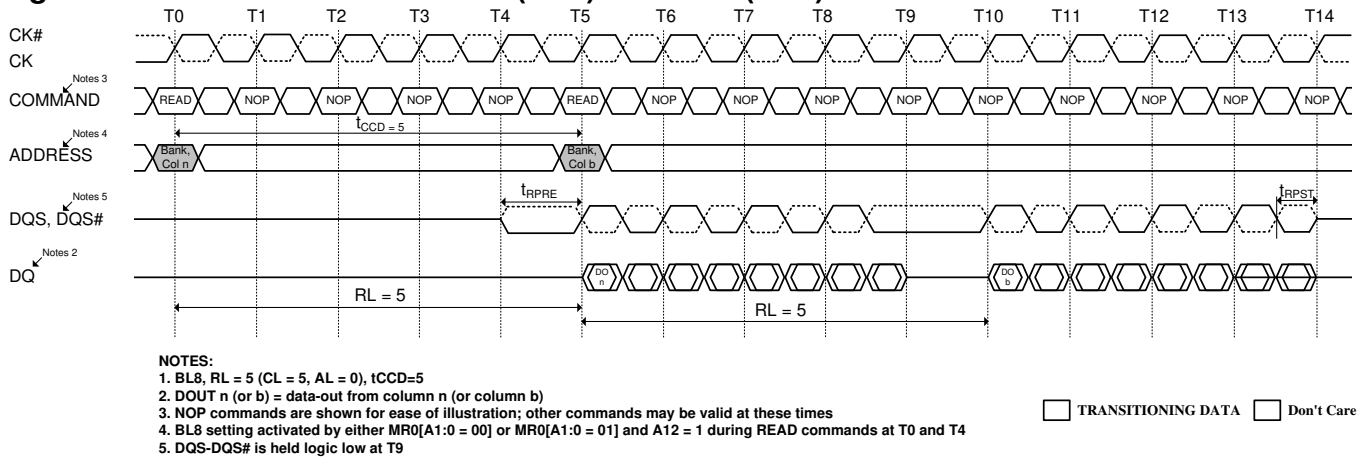 T0 T1 T2 T3 T4 T5 T6 T7 T8 T9 T10 T11 T12 T13 T14
CK#
CK
Notes 3
COMMAND
READ NOP NOP NOP NOP READ NOP NOP NOP NOP NOP NOP NOP NOP NOP
tCCD = 5
Notes 4
ADDRESS
Bank, Col n
Bank, Col b
Notes 5
DQS, DQS#
tRPRE
tRPST
Notes 2
DQ
DO n
DO b
RL = 5
RL = 5
NOTES:
1. BL8, RL = 5 (CL = 5, AL = 0), tCCD=5
2. DOUT n (or b) = data-out from column n (or column b)
3. NOP commands are shown for ease of illustration; other commands may be valid at these times
4. BL8 setting activated by either MR0[A1:0 = 00] or MR0[A1:0 = 01] and A12 = 1 during READ commands at T0 and T4
5. DQS-DQS# is held logic low at T9
TRANSITIONING DATA Don't Care